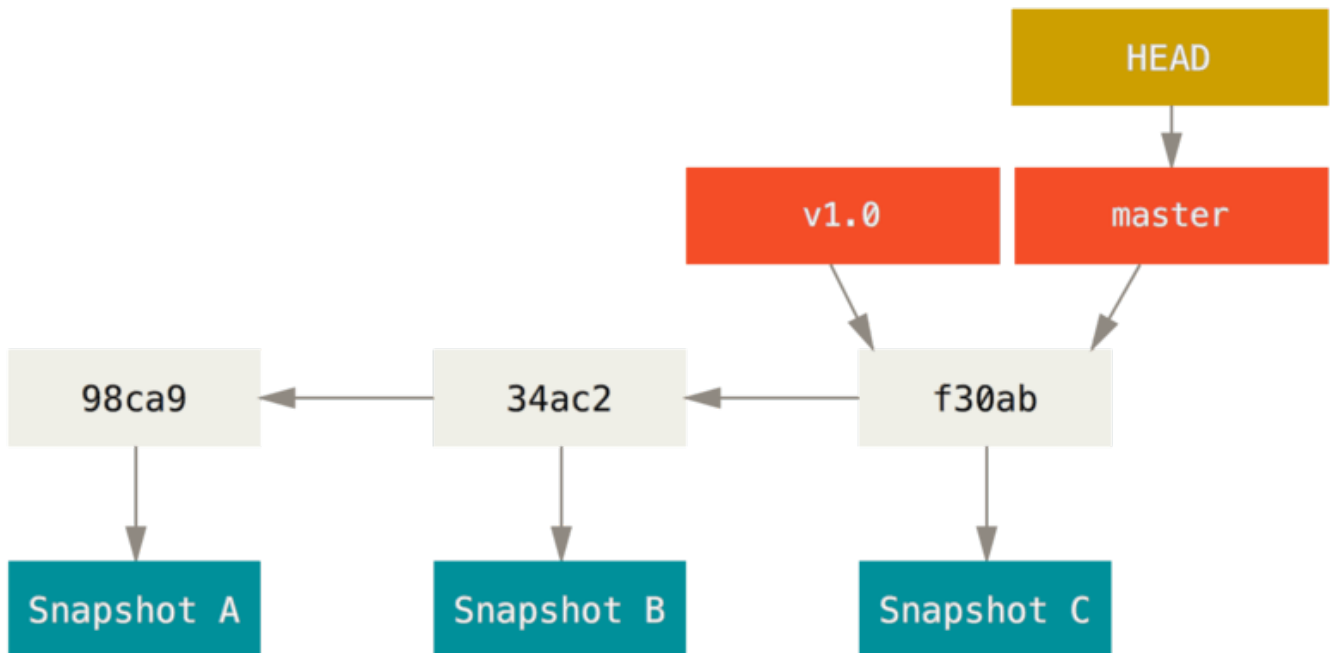 HEAD
v1.0
master
98ca9
34ac2
f30ab
Snapshot A
Snapshot B
Snapshot C